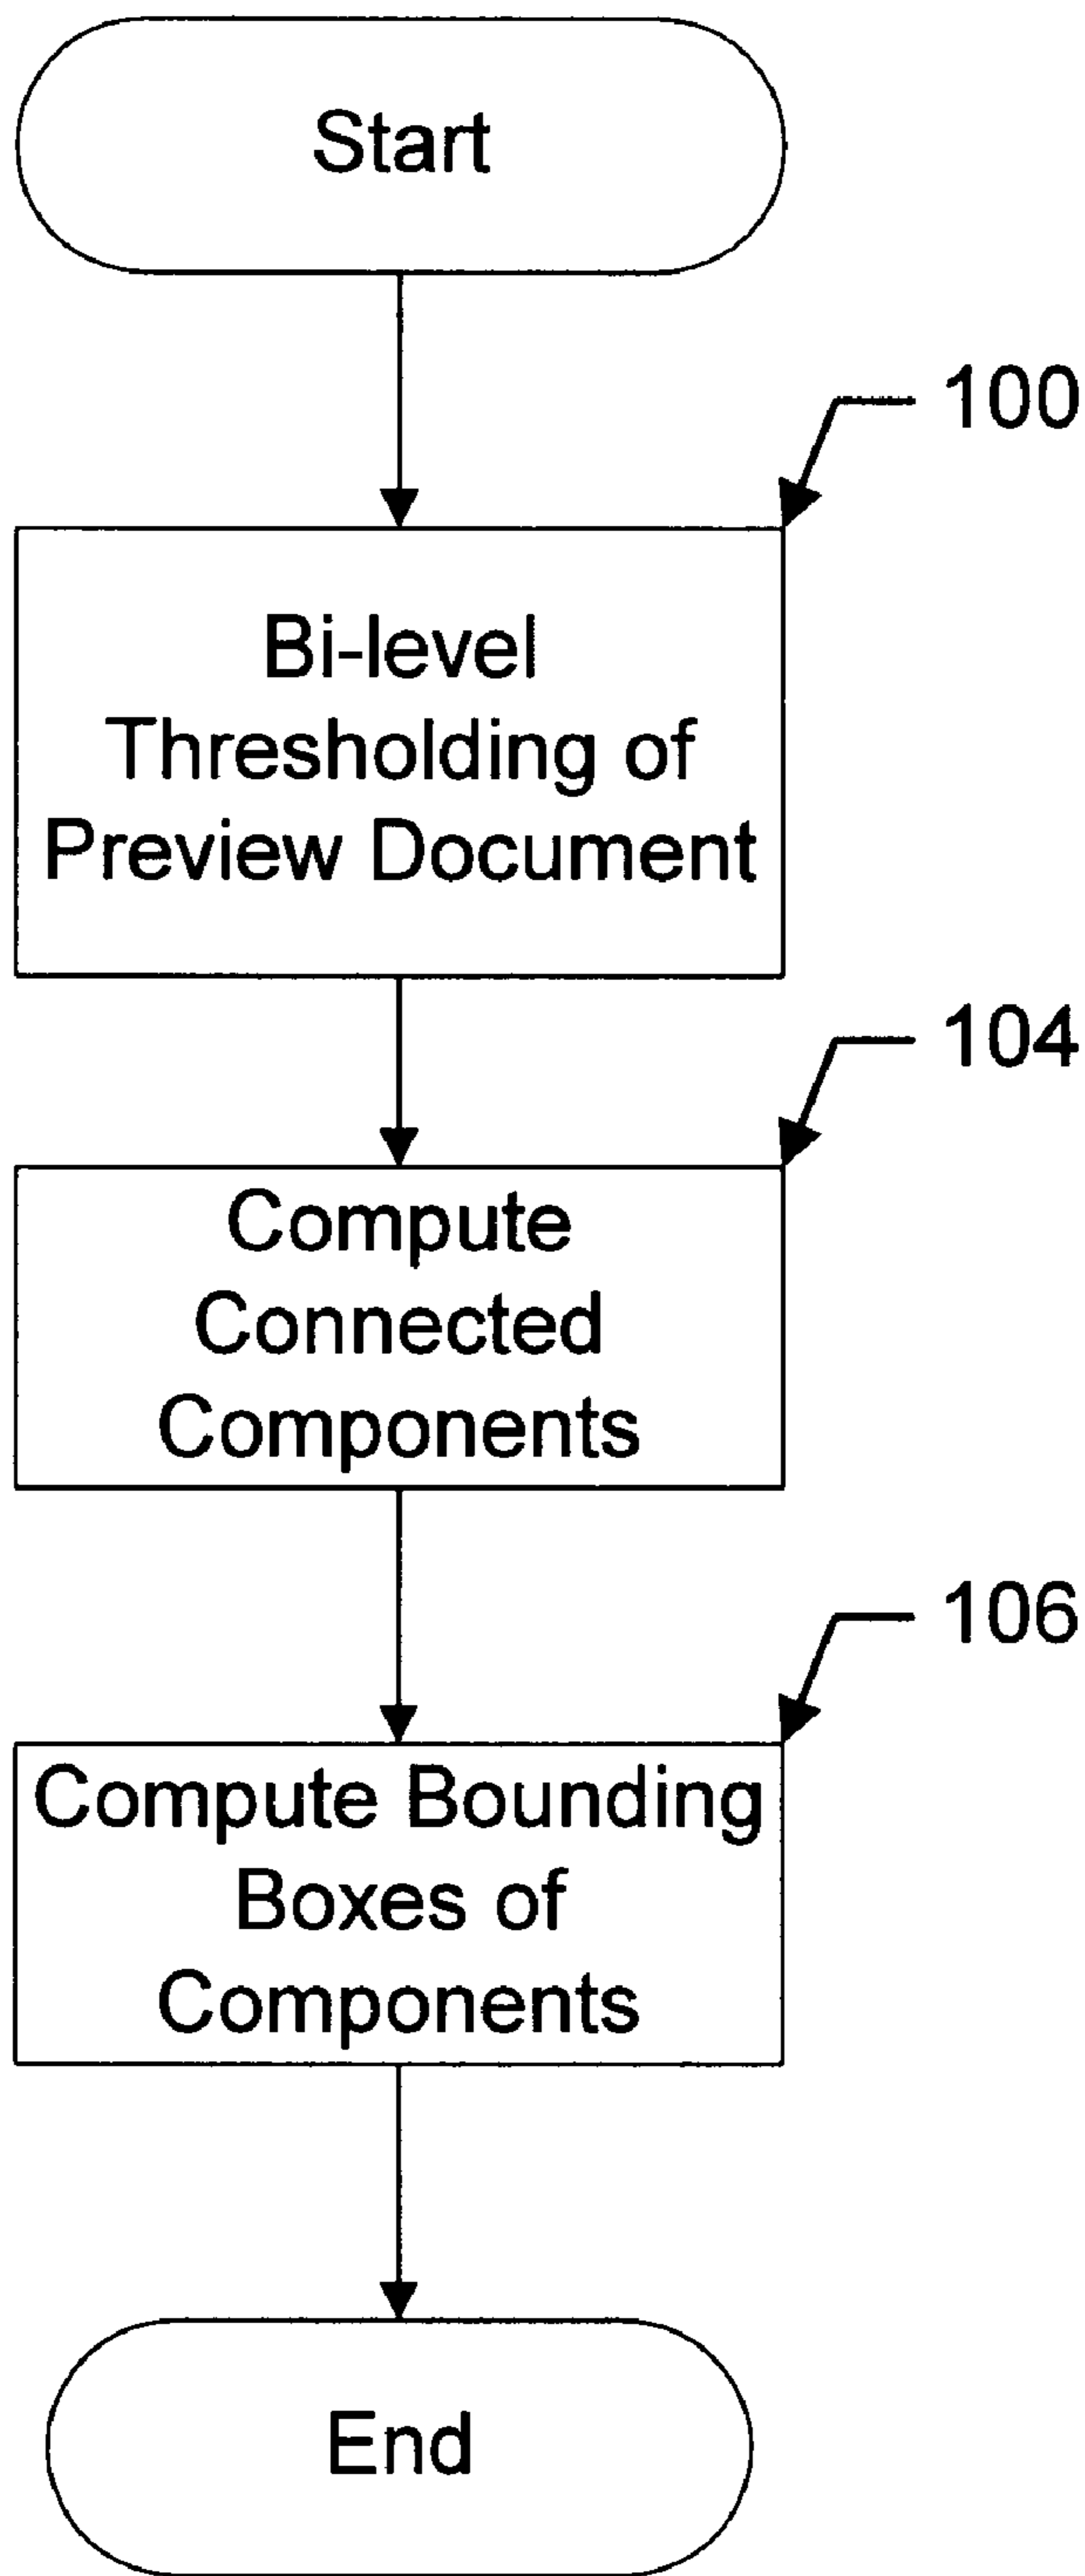 Start
100
Bi-level
Thresholding of
Preview Document
104
Compute
Connected
Components
106
Compute Bounding
Boxes of
Components
End